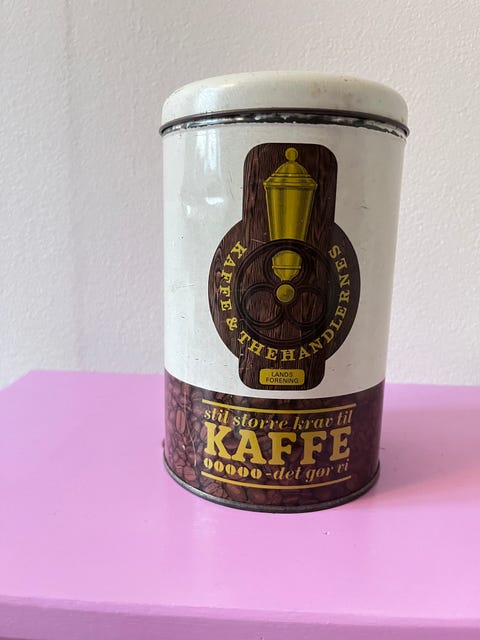 KAFFE & THEHANDLERNES
LANDS
FORENING
stil større krav til
KAFFE
-det gør vi